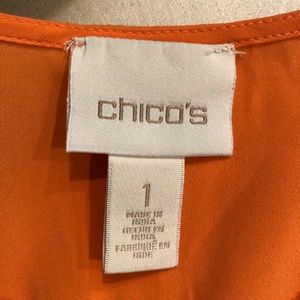 chico's
1
MADE IN
INDIA
HECHO EN
INDIA
FABRIQUÉ EN
INDE